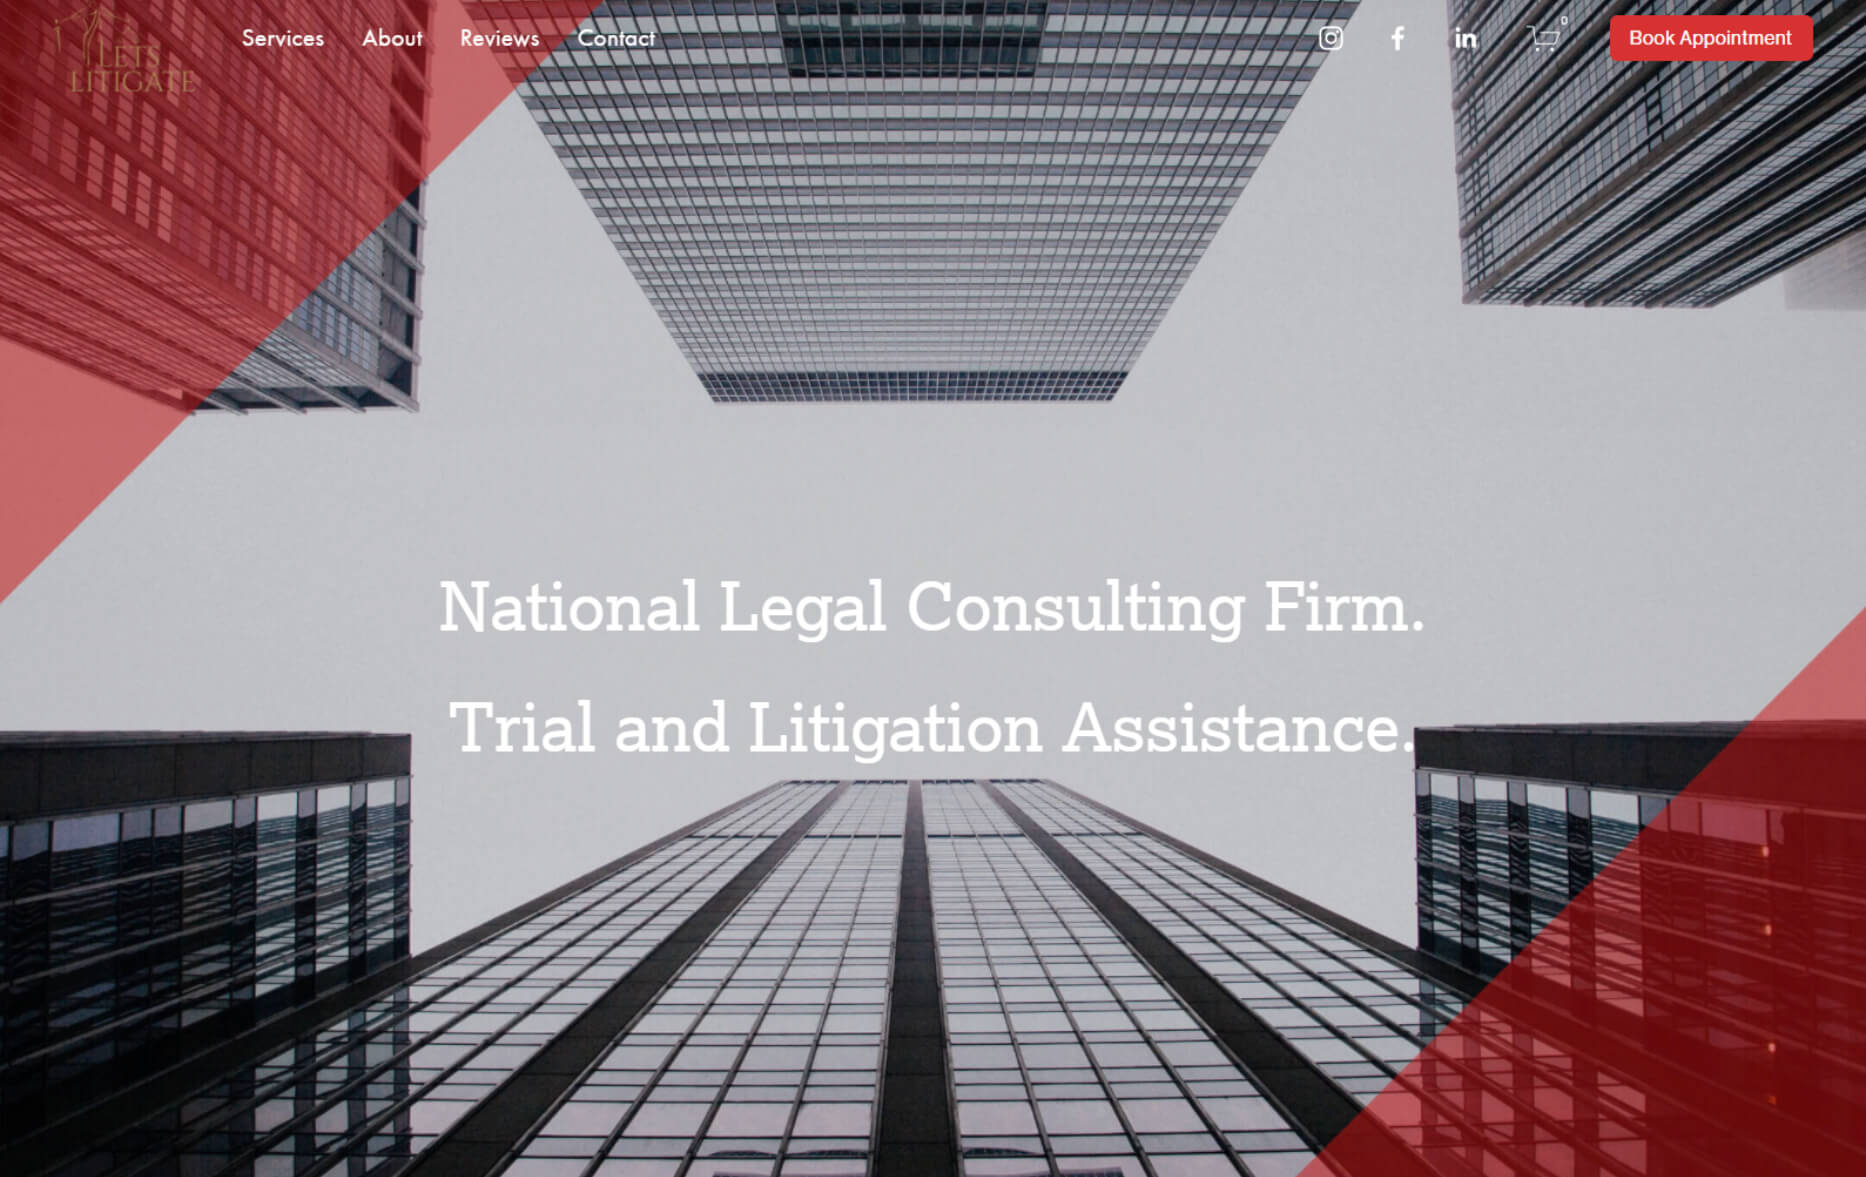 LETS
LITIGATE
Services About Reviews Contact
0
Book Appointment
National Legal Consulting Firm.
Trial and Litigation Assistance.